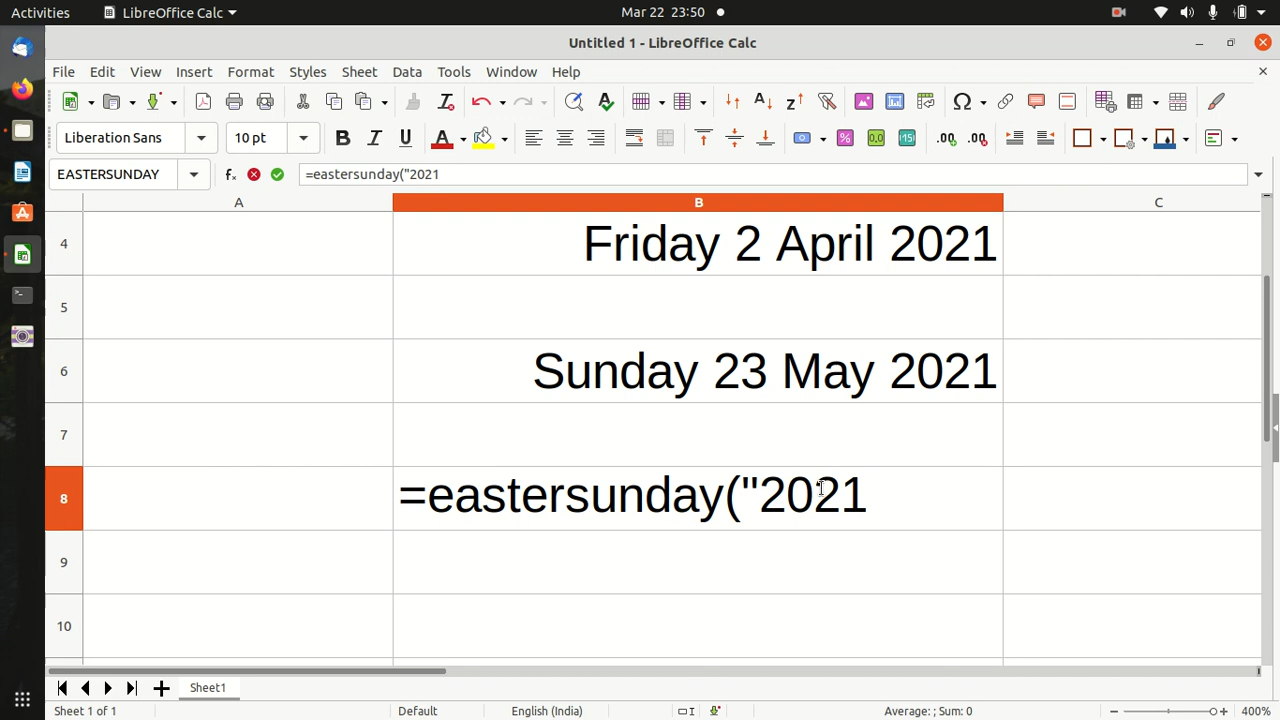 Activities LibreOffice Calc Mar 22 23:50
Untitled 1 - LibreOffice Calc
File Edit View Insert Format Styles Sheet Data Tools Window Help
Liberation Sans 10 pt
EASTERSUNDAY =eastersunday("2021
A B C
4 Friday 2 April 2021
5
6 Sunday 23 May 2021
7
8 =eastersunday("2021
9
10
Sheet1
Sheet 1 of 1 Default English (India) Average: ; Sum: 0 400%